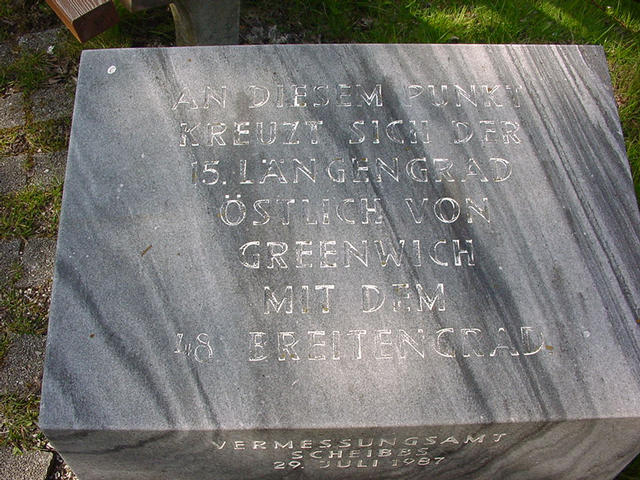 AN DIESEM PUNKT
KREUZT SICH DER
15. LÄNGENGRAD
ÖSTLICH VON
GREENWICH
MIT DEM
48 BREITENGRAD
VERMESSUNGSAMT
SCHEIBBS
29. JULI 1987